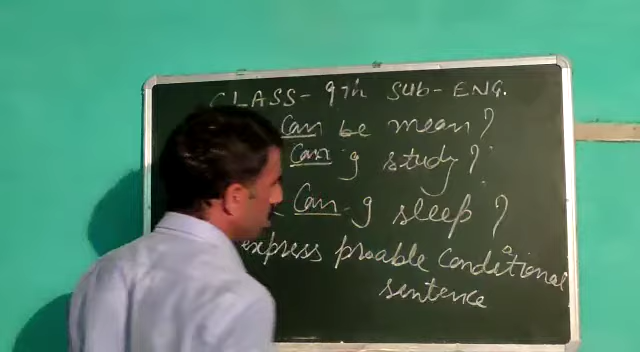 CLASS - 9th Sub - ENG.
Can be mean?
Can g study?
Can g sleep?
express proable conditional
sentence